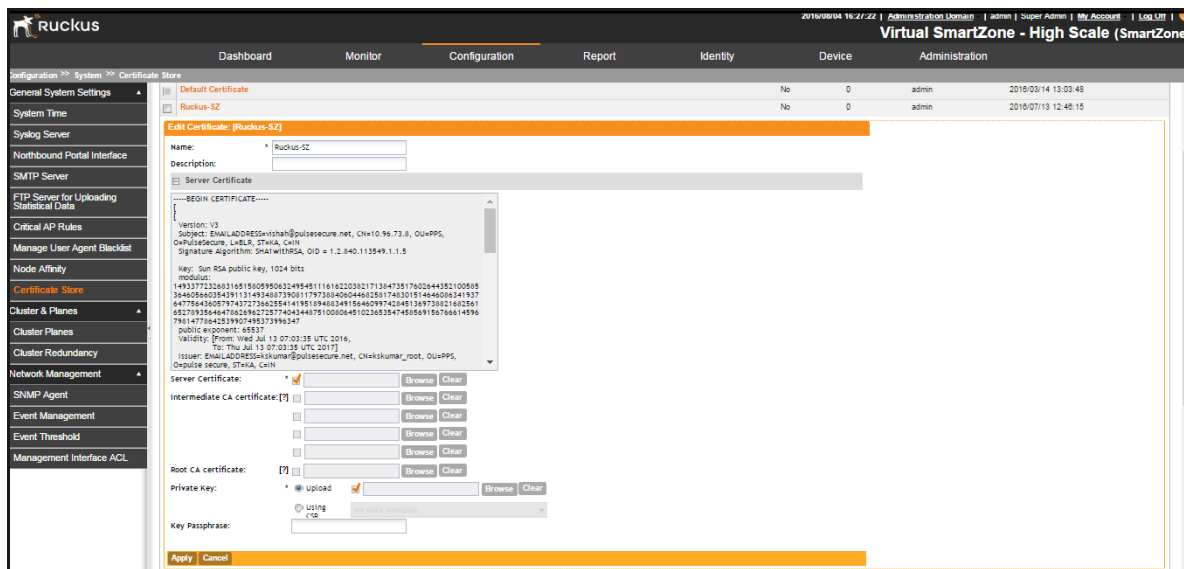 RUCKUS
2016/08/04 16:27:22 | Administration Domain | admin | Super Admin | My Account | Log Off |
Virtual SmartZone - High Scale (SmartZone
Dashboard Monitor Configuration Report Identity Device Administration
Configuration >> System >> Certificate Store
General System Settings
System Time
Syslog Server
Northbound Portal Interface
SMTP Server
FTP Server for Uploading
Statistical Data
Critical AP Rules
Manage User Agent Blacklist
Node Affinity
Certificate Store
Cluster & Planes
Cluster Planes
Cluster Redundancy
Network Management
SNMP Agent
Event Management
Event Threshold
Management Interface ACL
Default Certificate No 0 admin 2016/03/14 13:03:48
Ruckus-SZ No 0 admin 2016/07/13 12:46:15
Edit Certificate: [Ruckus-SZ]
Name: * Ruckus-SZ
Description:
Server Certificate
-----BEGIN CERTIFICATE-----
[
[
Version: V3
Subject: EMAILADDRESS=vishah@pulsesecure.net, CN=10.96.73.8, OU=PPS,
O=PulseSecure, L=BLR, ST=KA, C=IN
Signature Algorithm: SHA1withRSA, OID = 1.2.840.113549.1.1.5
Key: Sun RSA public key, 1024 bits
modulus:
public exponent: 65537
Validity: [From: Wed Jul 13 07:03:35 UTC 2016,
To: Thu Jul 13 07:03:35 UTC 2017]
Issuer: EMAILADDRESS=kskumar@pulsesecure.net, CN=kskumar_root, OU=PPS,
O=pulse secure, ST=KA, C=IN
Server Certificate: * Browse Clear
Intermediate CA certificate:[?] Browse Clear
Browse Clear
Browse Clear
Browse Clear
Root CA certificate: [?] Browse Clear
Private Key: * Upload Browse Clear
Using
CSR No data available
Key Passphrase:
Apply Cancel